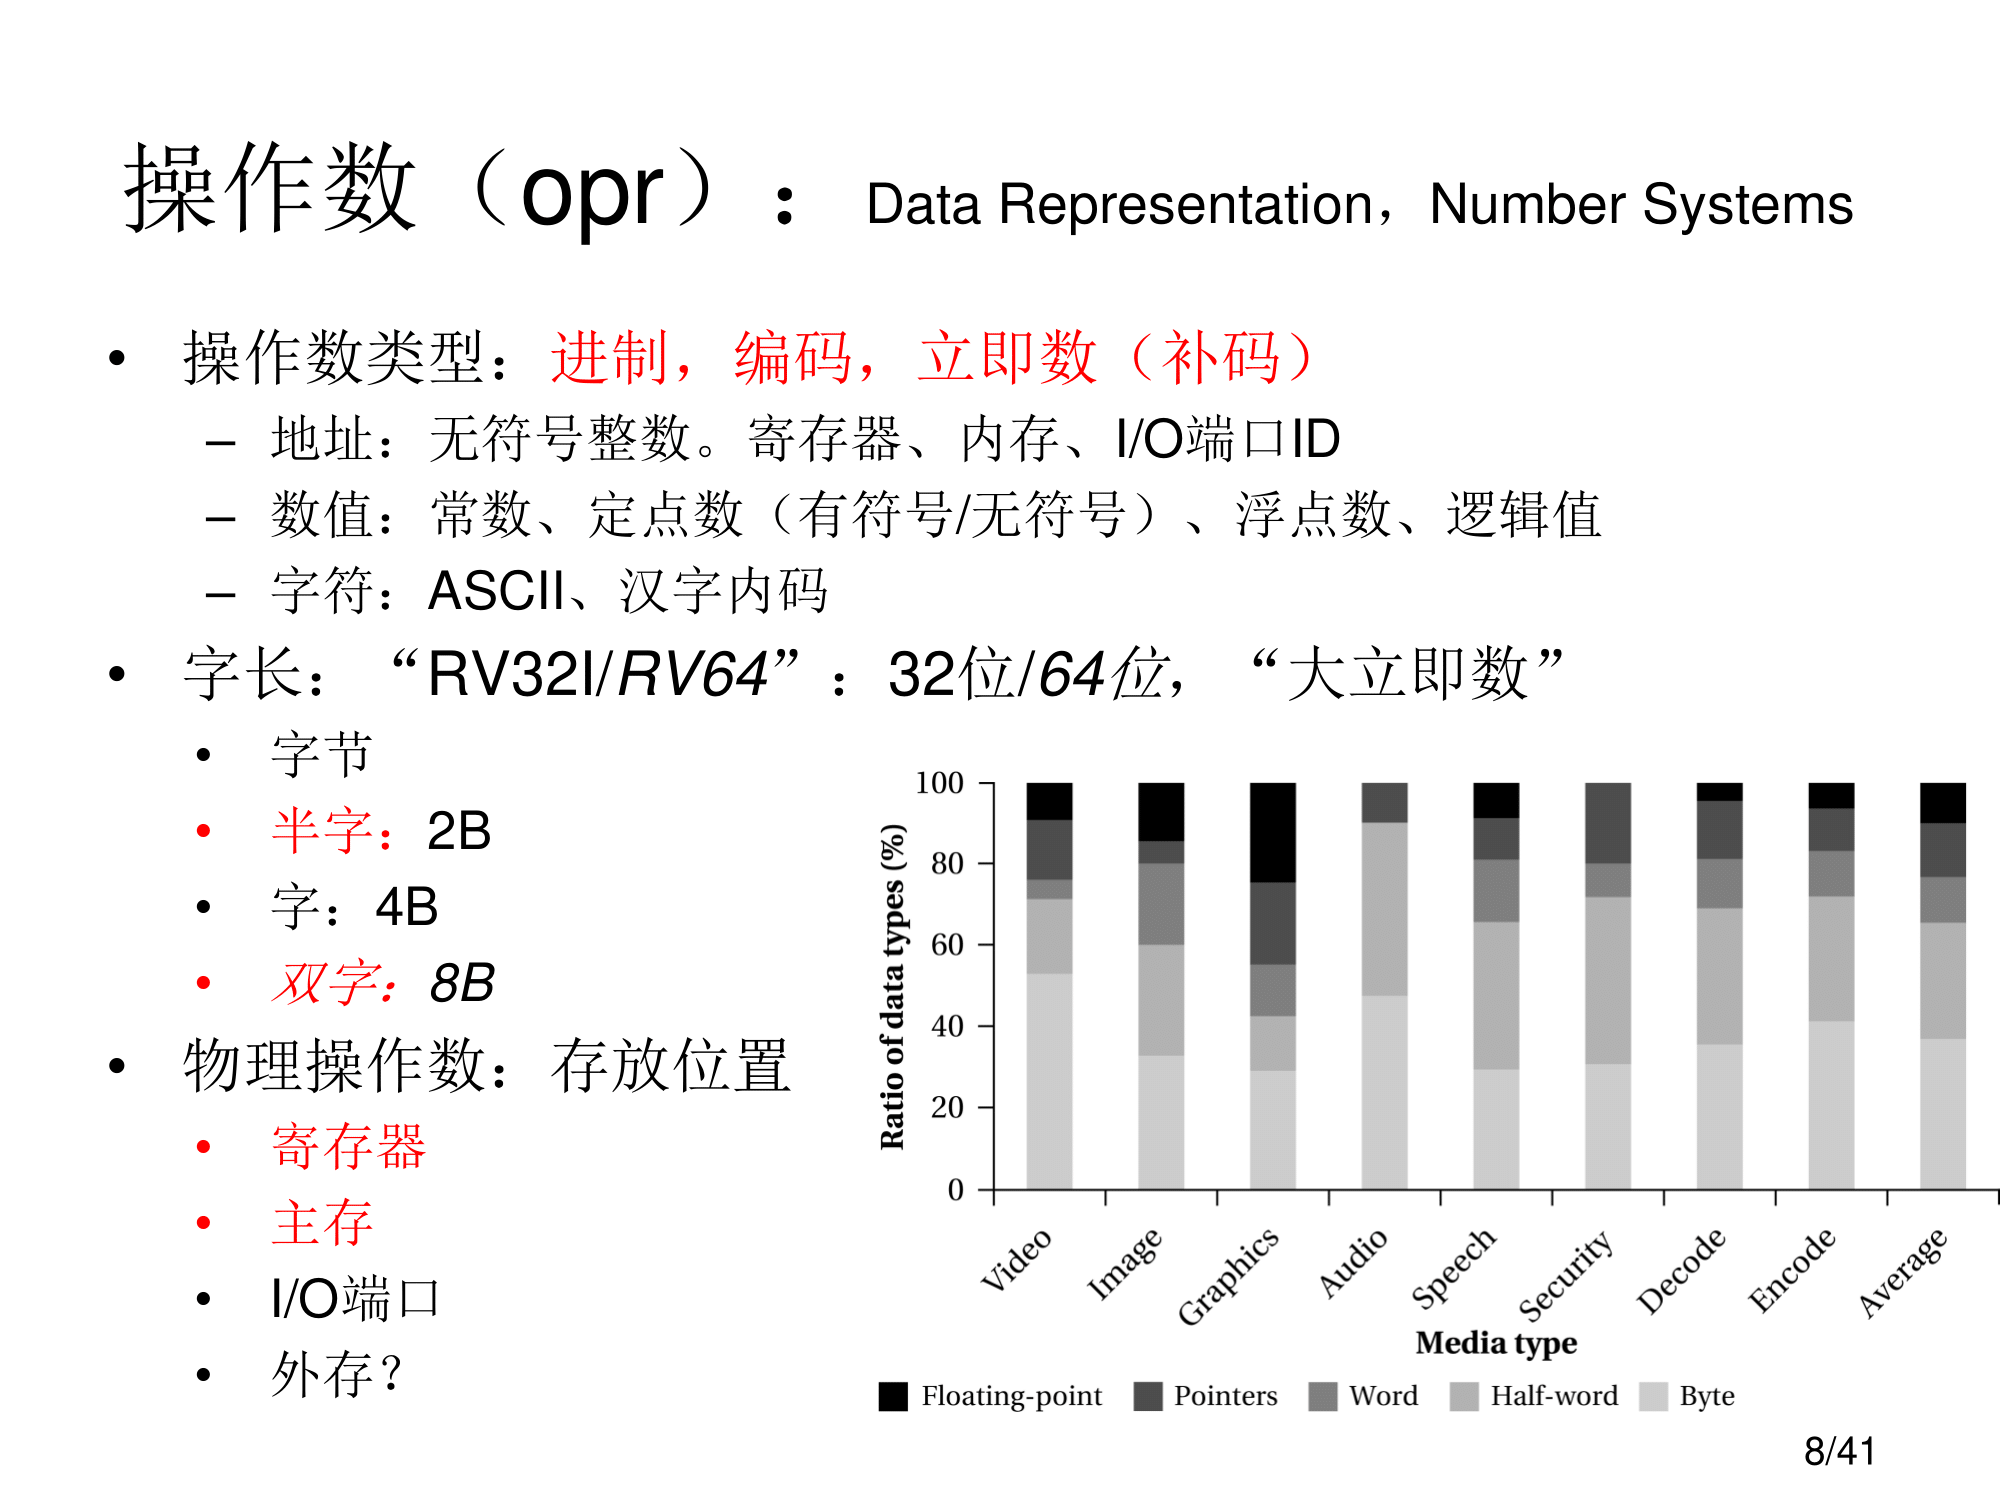 操作数（opr）：Data Representation，Number Systems
• 操作数类型：进制，编码，立即数（补码）
– 地址：无符号整数。寄存器、内存、I/O端口ID
– 数值：常数、定点数（有符号/无符号）、浮点数、逻辑值
– 字符：ASCII、汉字内码
• 字长：“RV32I/RV64”：32位/64位，“大立即数”
• 字节
• 半字：2B
• 字：4B
• 双字：8B
• 物理操作数：存放位置
• 寄存器
• 主存
• I/O端口
• 外存？
Ratio of data types (%)
100
80
60
40
20
0
Video
Image
Graphics
Audio
Speech
Security
Decode
Encode
Average
Media type
Floating-point Pointers Word Half-word Byte
8/41